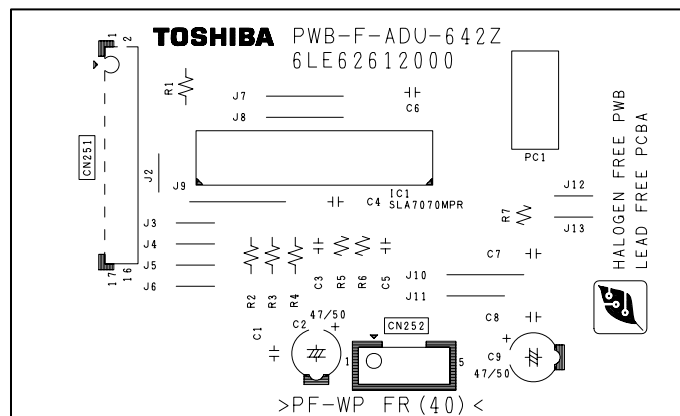 TOSHIBA PWB-F-ADU-642Z
6LE62612000
1 2
CN251
17 16
R1
J7
J8
C6
PC1
J2
J9
IC1
SLA7070MPR
C4
J3
J4
J5
J6
R7
J12
J13
C7
R2 R3 R4 C3 R5 R6 C5
J10
J11
C8
C1
C2
47/50
+
CN252
1 5
+
C9
47/50
HALOGEN FREE PWB
LEAD FREE PCBA
>PF-WP FR(40)<